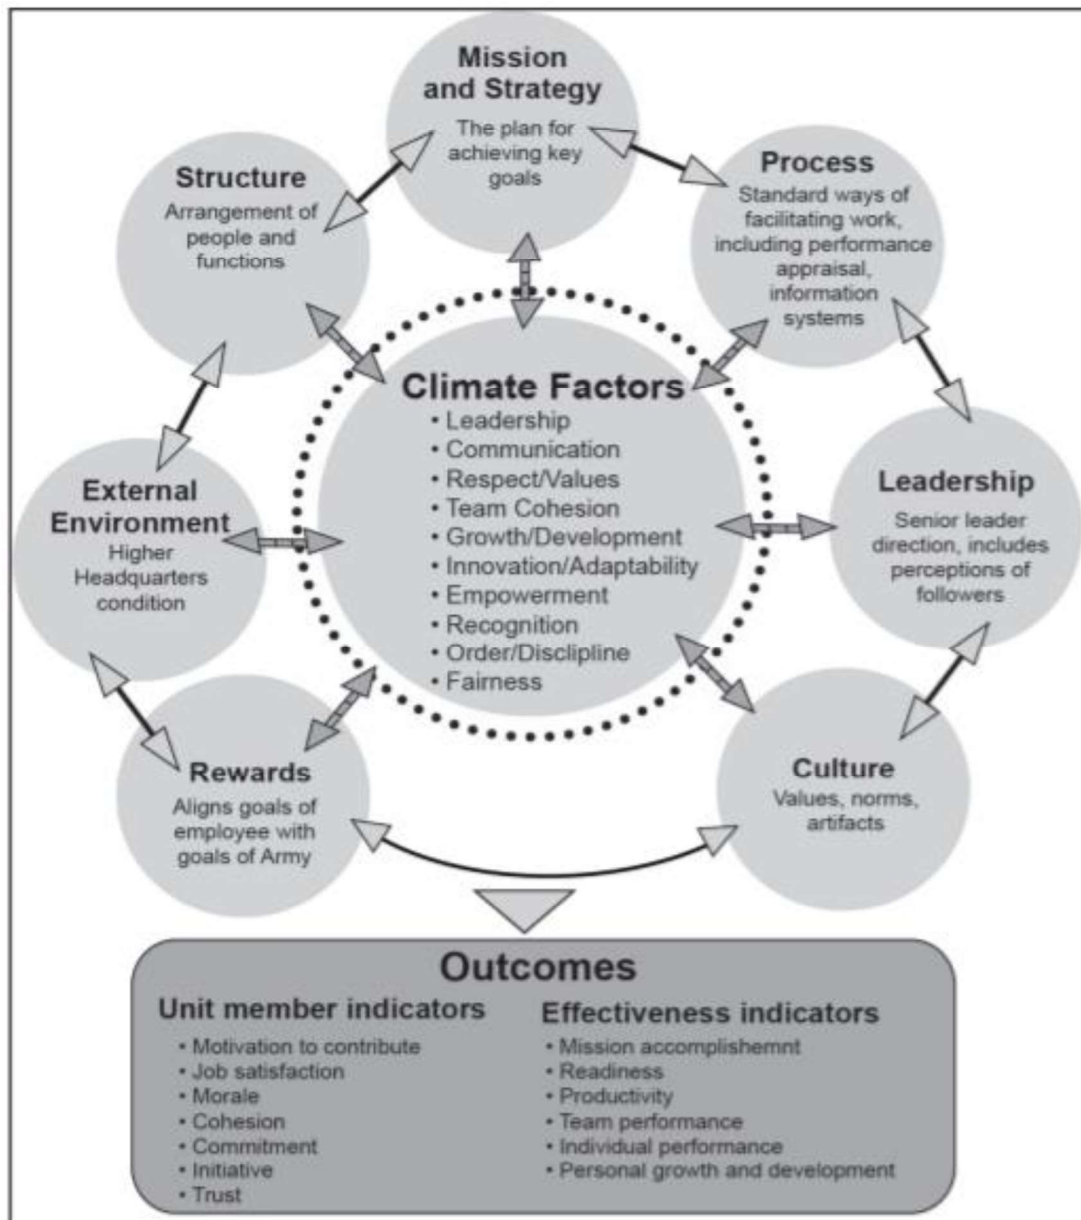 Mission
and Strategy
The plan for
achieving key
goals
Structure
Arrangement of
people and
functions
Process
Standard ways of
facilitating work,
including performance
appraisal,
information
systems
Climate Factors
• Leadership
• Communication
• Respect/Values
• Team Cohesion
• Growth/Development
• Innovation/Adaptability
• Empowerment
• Recognition
• Order/Disclipline
• Fairness
External
Environment
Higher
Headquarters
condition
Leadership
Senior leader
direction, includes
perceptions of
followers
Rewards
Aligns goals of
employee with
goals of Army
Culture
Values, norms,
artifacts
Outcomes
Unit member indicators
• Motivation to contribute
• Job satisfaction
• Morale
• Cohesion
• Commitment
• Initiative
• Trust
Effectiveness indicators
• Mission accomplishemnt
• Readiness
• Productivity
• Team performance
• Individual performance
• Personal growth and development